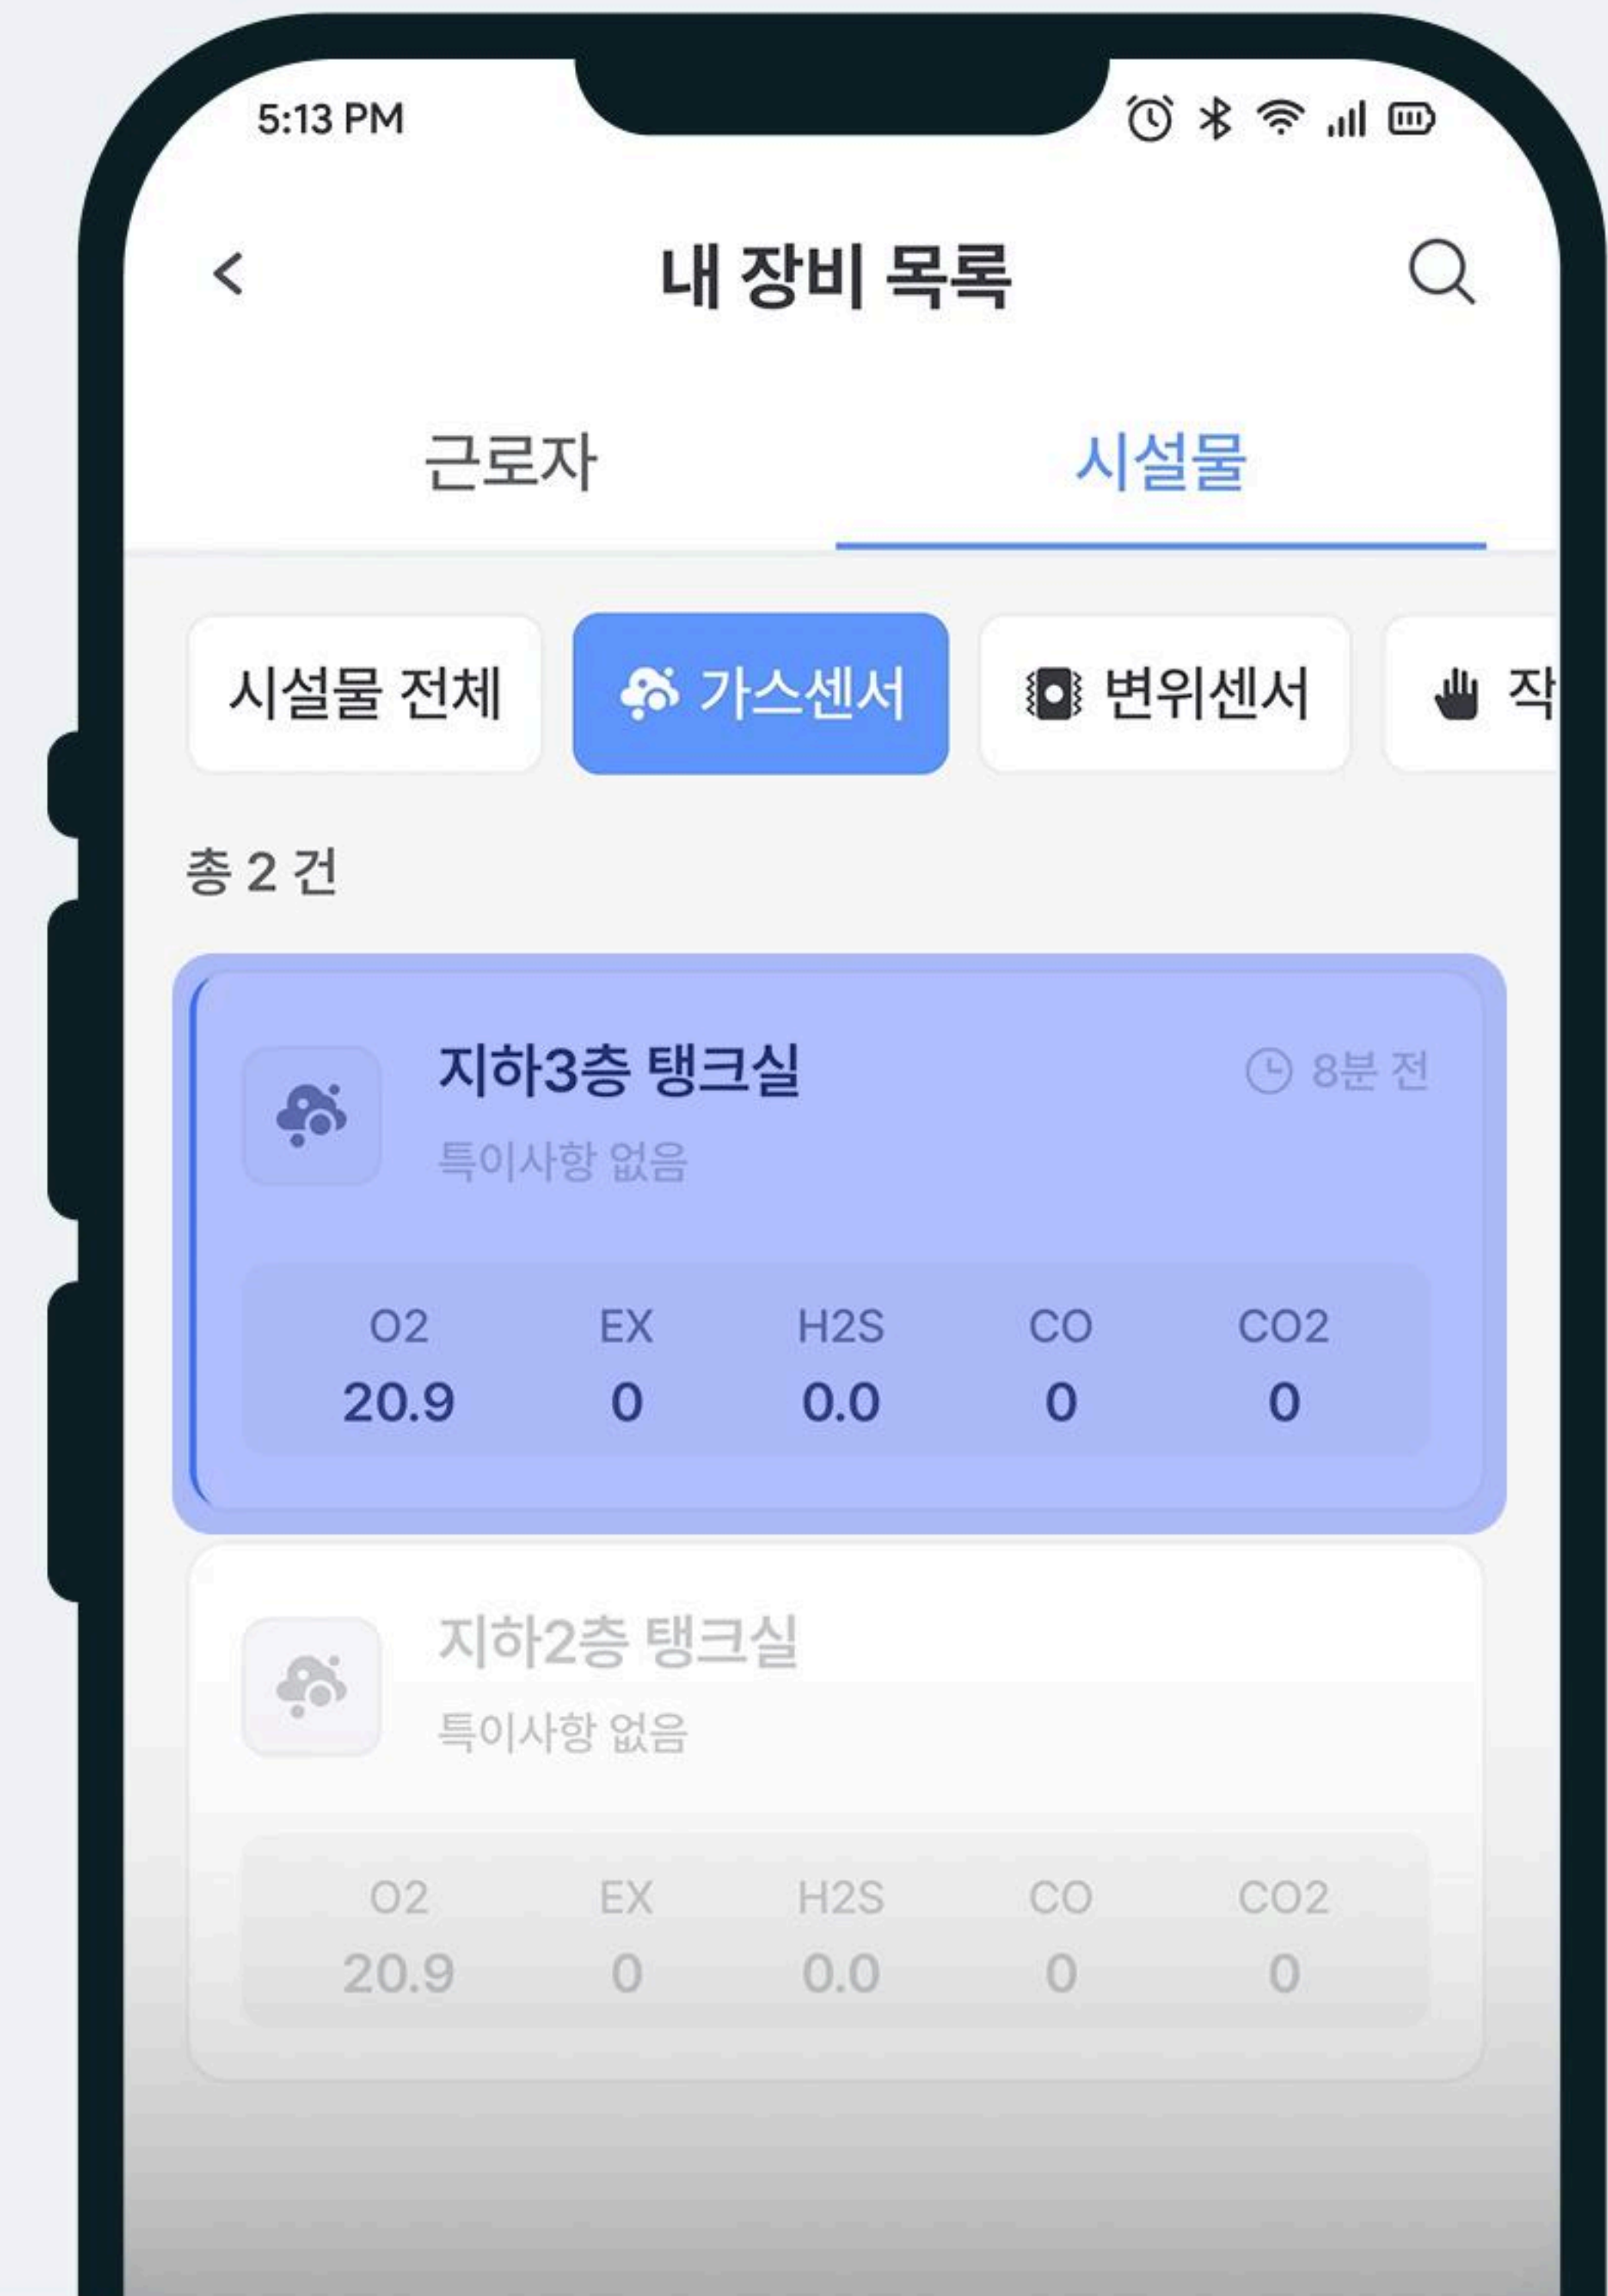 5:13 PM
내 장비 목록
근로자 시설물
시설물 전체 가스센서 변위센서 작
총 2 건
지하3층 탱크실 8분 전
특이사항 없음
O2 EX H2S CO CO2
20.9 0 0.0 0 0
지하2층 탱크실
특이사항 없음
O2 EX H2S CO CO2
20.9 0 0.0 0 0